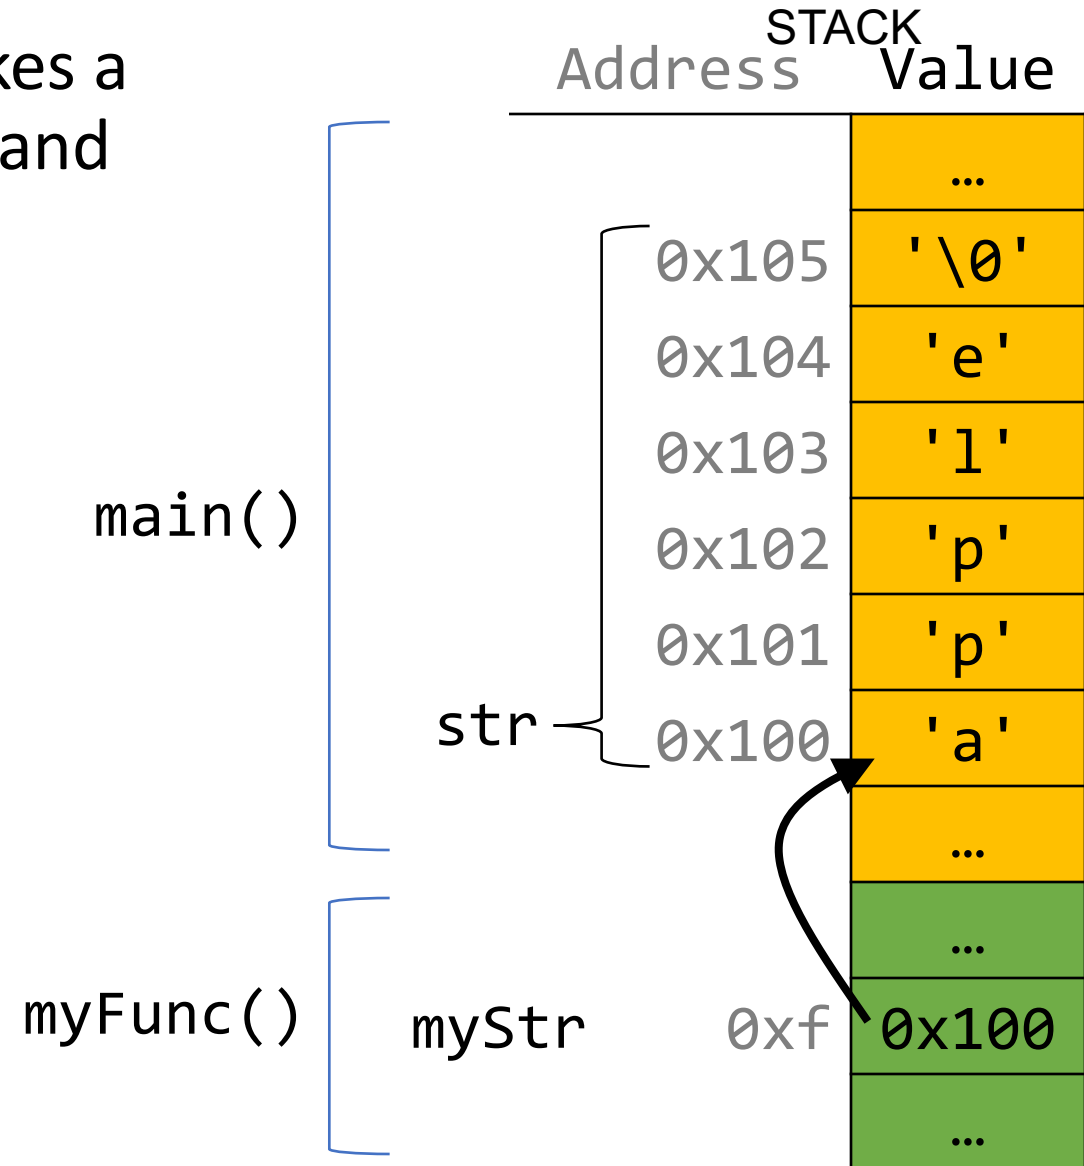 STACK
kes a
and
Address Value
…
0x105 '\0'
0x104 'e'
0x103 'l'
main()
0x102 'p'
0x101 'p'
str 0x100 'a'
…
…
myFunc() myStr 0xf 0x100
…